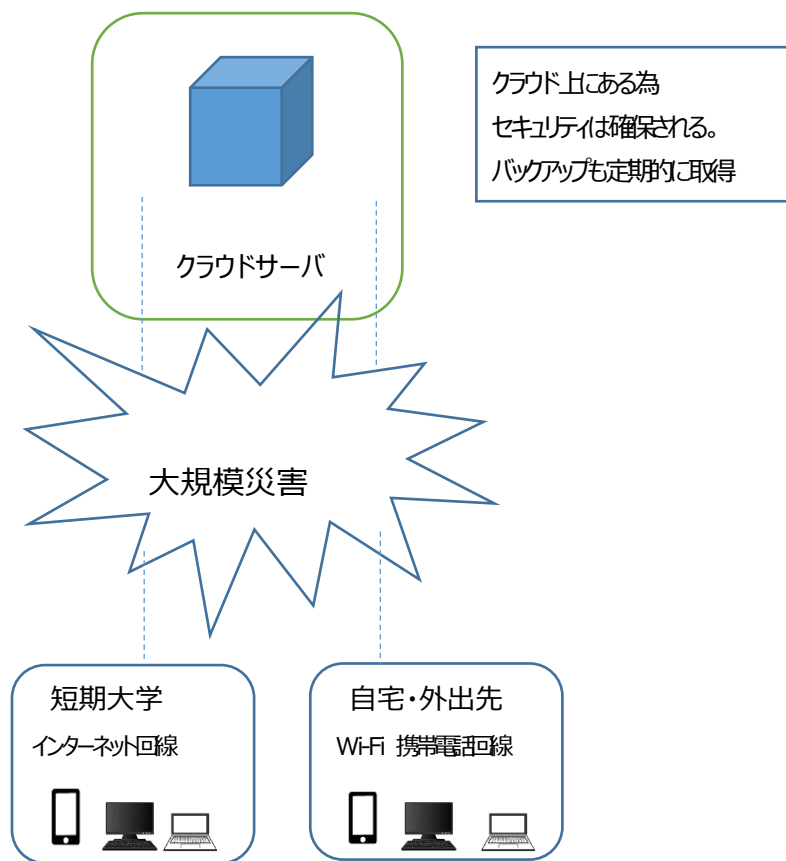 クラウド上にある為
セキュリティは確保される。
バックアップも定期的に取得
クラウドサーバ
大規模災害
短期大学
インターネット回線
自宅・外出先
Wi-Fi 携帯電話回線